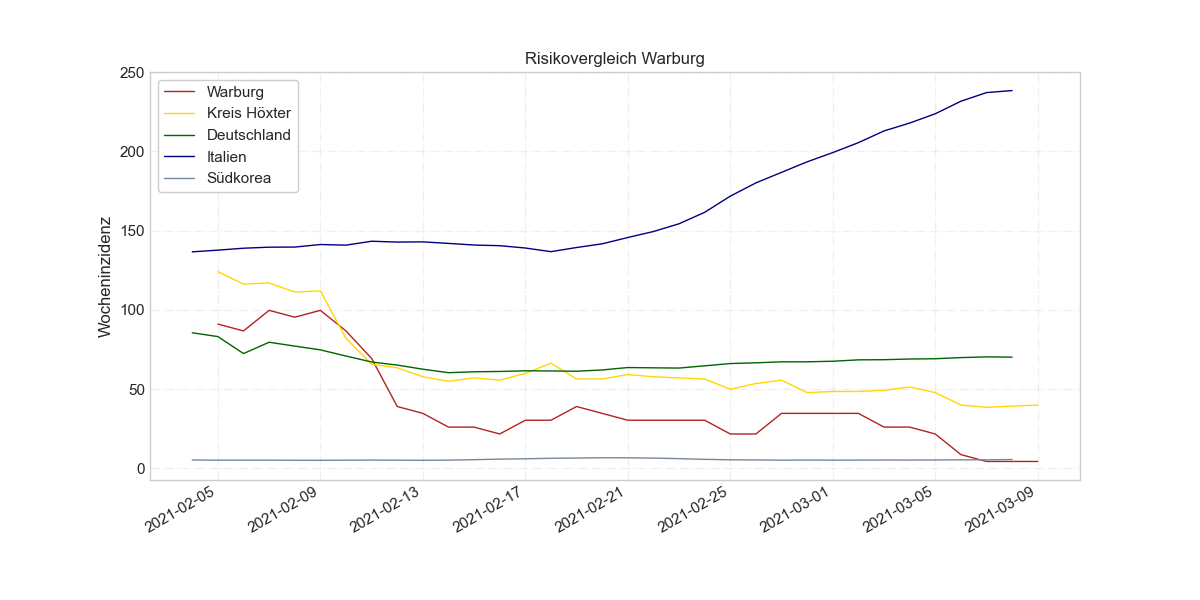 Risikovergleich Warburg
Wocheninzidenz
250
200
150
100
50
0
Warburg
Kreis Höxter
Deutschland
Italien
Südkorea
2021-02-05
2021-02-09
2021-02-13
2021-02-17
2021-02-21
2021-02-25
2021-03-01
2021-03-05
2021-03-09